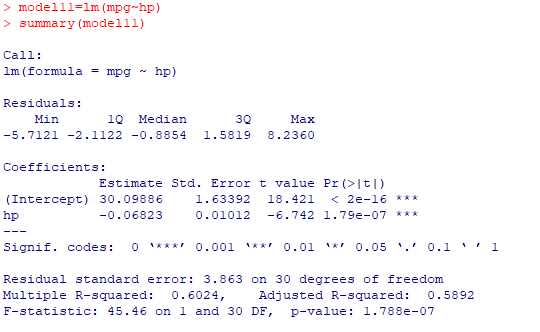 > model11=lm(mpg~hp)
> summary(model11)
Call:
lm(formula = mpg ~ hp)
Residuals:
    Min      1Q  Median      3Q     Max
-5.7121 -2.1122 -0.8854  1.5819  8.2360
Coefficients:
            Estimate Std. Error t value Pr(>|t|)
(Intercept) 30.09886    1.63392  18.421  < 2e-16 ***
hp          -0.06823    0.01012  -6.742 1.79e-07 ***
---
Signif. codes:  0 ‘***’ 0.001 ‘**’ 0.01 ‘*’ 0.05 ‘.’ 0.1 ‘ ’ 1
Residual standard error: 3.863 on 30 degrees of freedom
Multiple R-squared:  0.6024,    Adjusted R-squared:  0.5892
F-statistic: 45.46 on 1 and 30 DF,  p-value: 1.788e-07